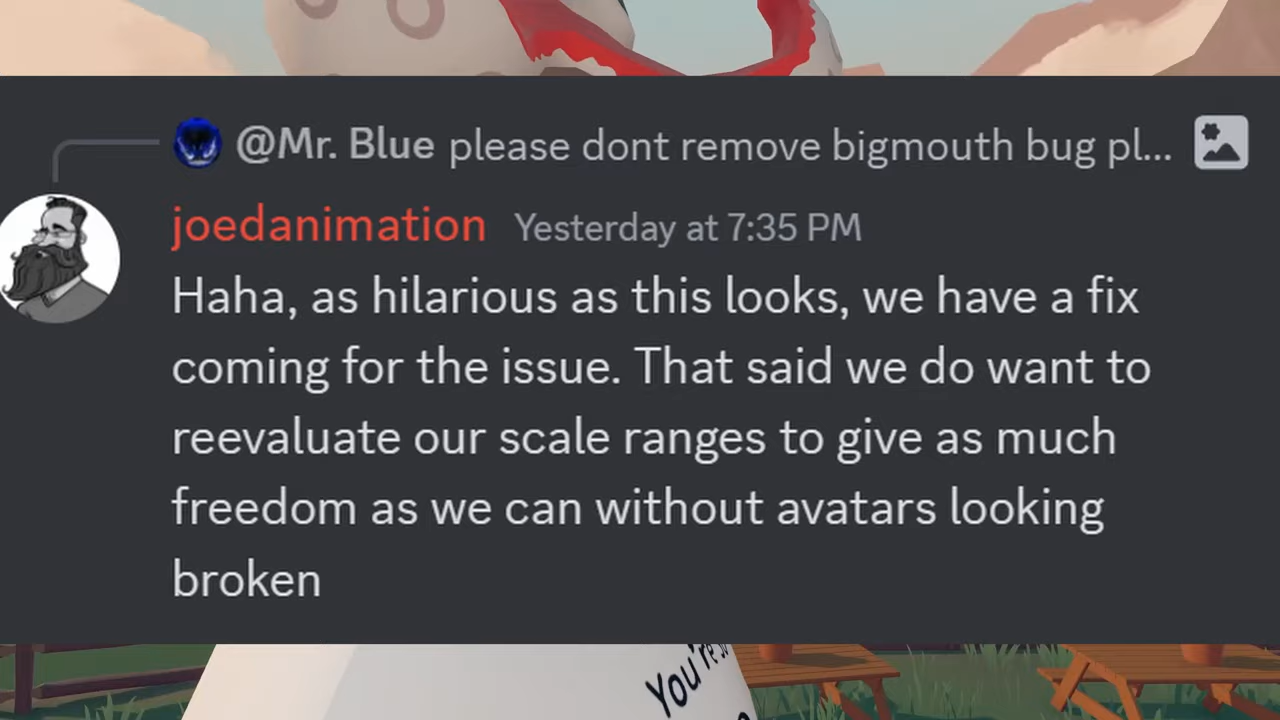 @Mr. Blue please dont remove bigmouth bug pl...
joedanimation Yesterday at 7:35 PM
Haha, as hilarious as this looks, we have a fix
coming for the issue. That said we do want to
reevaluate our scale ranges to give as much
freedom as we can without avatars looking
broken
You're